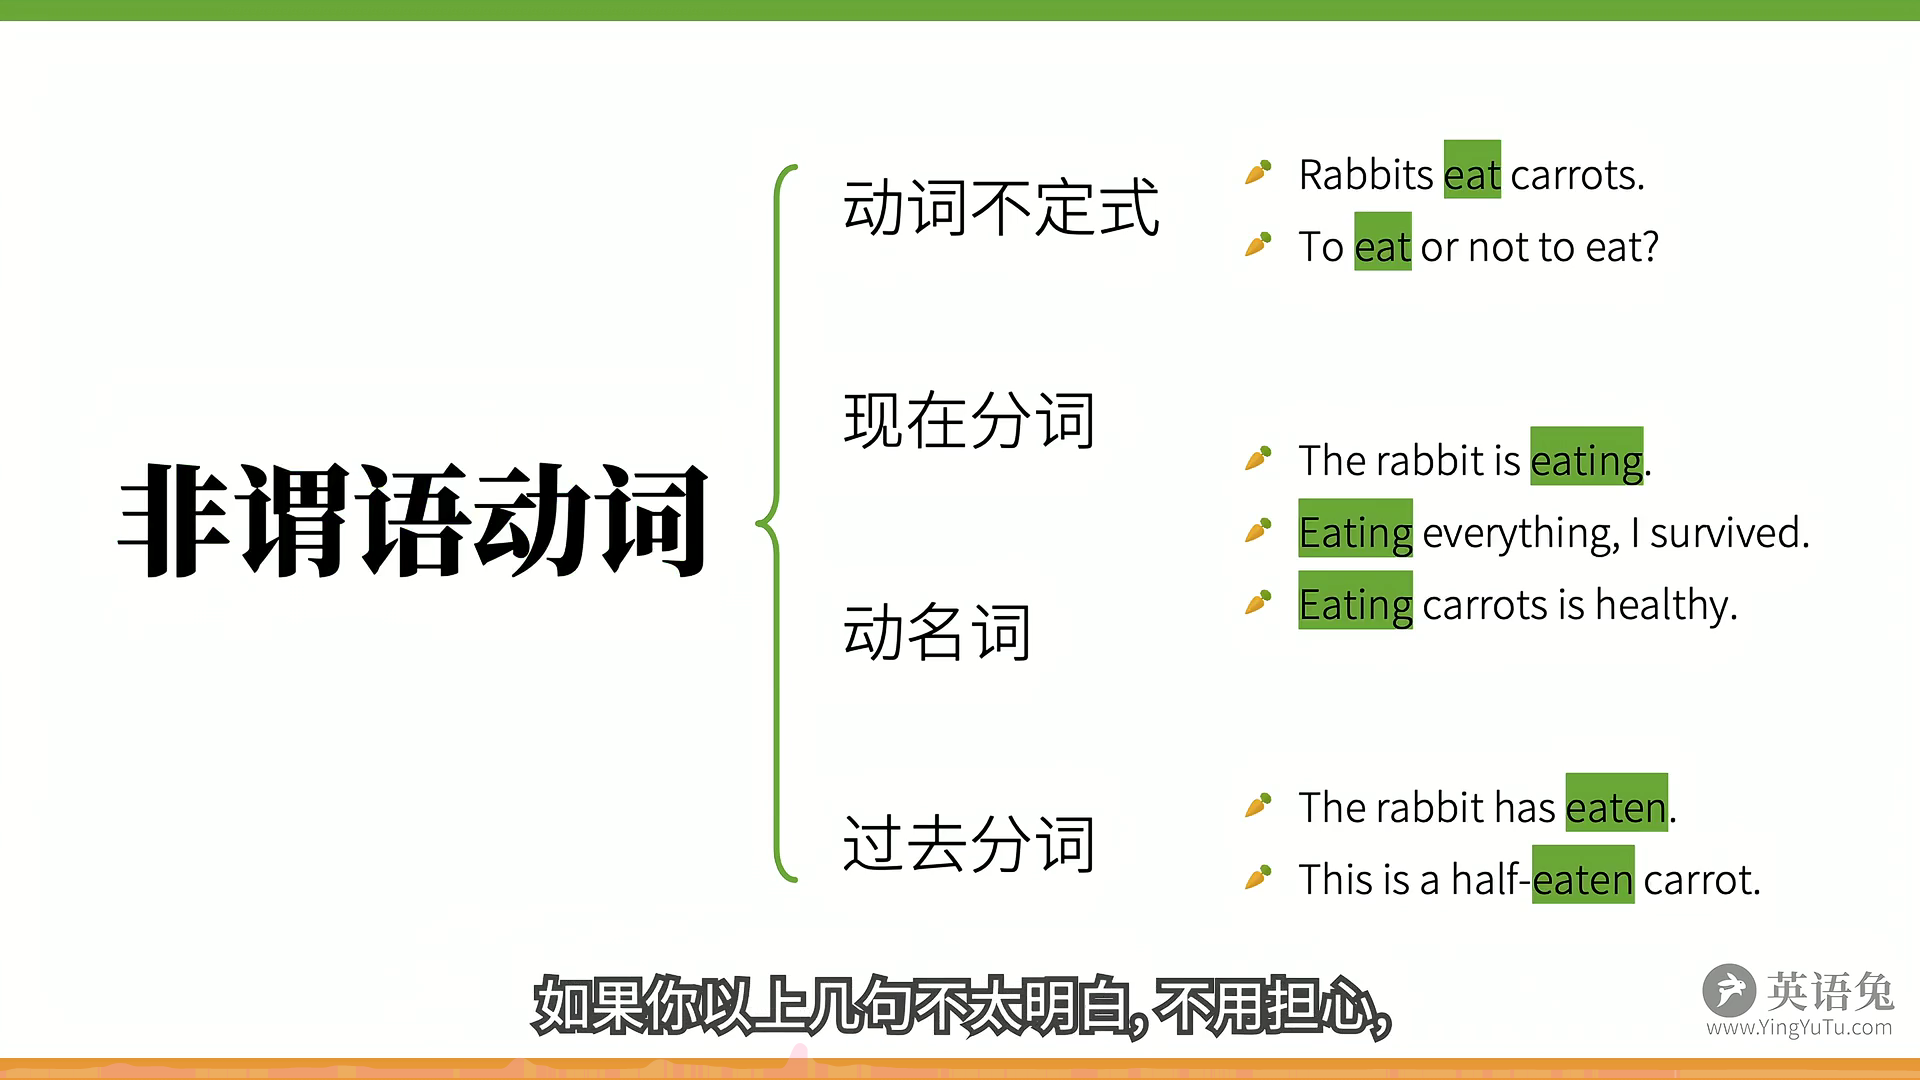 非谓语动词
动词不定式
Rabbits eat carrots.
To eat or not to eat?
现在分词
The rabbit is eating.
Eating everything, I survived.
Eating carrots is healthy.
动名词
过去分词
The rabbit has eaten.
This is a half-eaten carrot.
如果你以上几句不太明白, 不用担心,
英语兔
www.YingYuTu.com